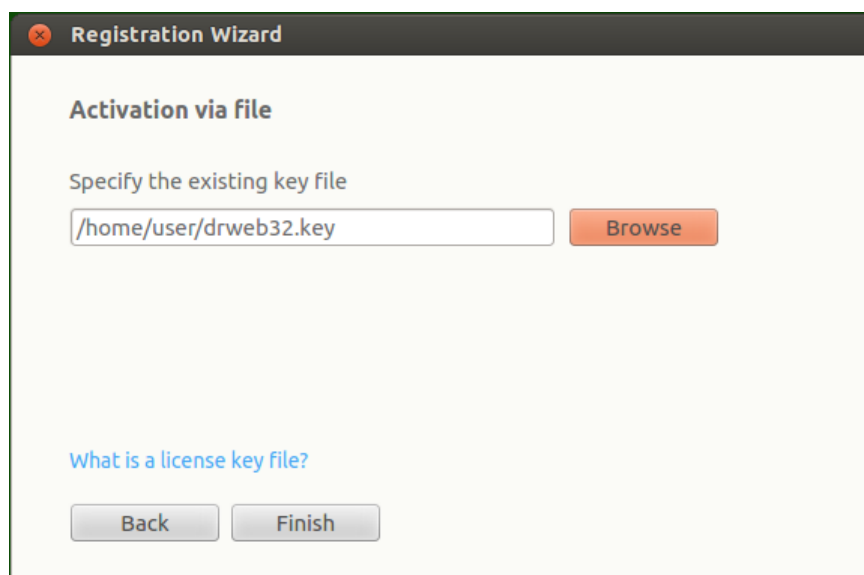 Registration Wizard
Activation via file
Specify the existing key file
/home/user/drweb32.key
Browse
What is a license key file?
Back
Finish